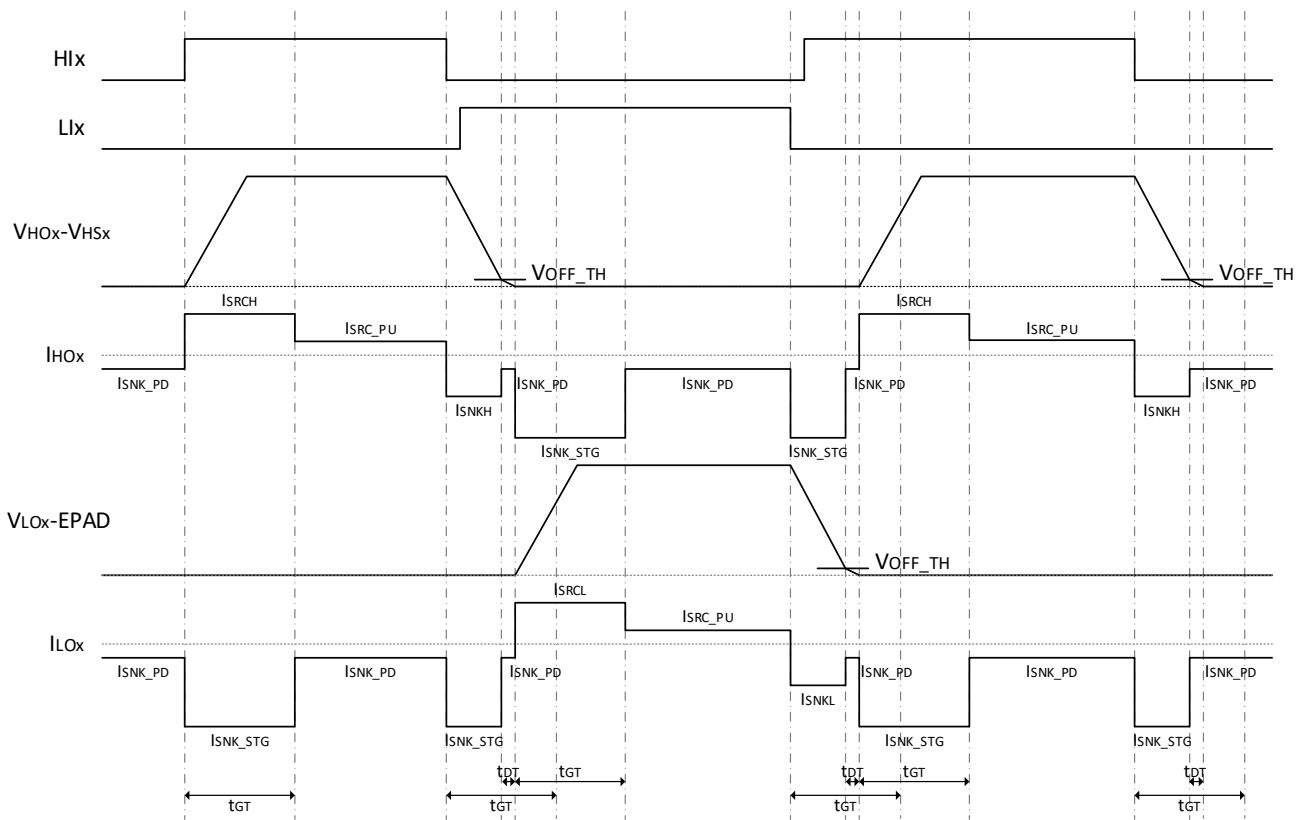 HIx
LIx
VHOx-VHSx
VOFF_TH
VOFF_TH
ISRCH
ISRCH
ISRC_PU
ISRC_PU
IHOx
ISNK_PD
ISNK_PD
ISNK_PD
ISNK_PD
ISNK_PD
ISNKH
ISNKH
ISNK_STG
ISNK_STG
VLOx-EPAD
VOFF_TH
ISRCL
ISRC_PU
ILOx
ISNK_PD
ISNK_PD
ISNK_PD
ISNK_PD
ISNK_PD
ISNK_PD
ISNKL
ISNK_STG
ISNK_STG
ISNK_STG
ISNK_STG
tDT
tGT
tDT
tGT
tDT
tGT
tGT
tGT
tGT